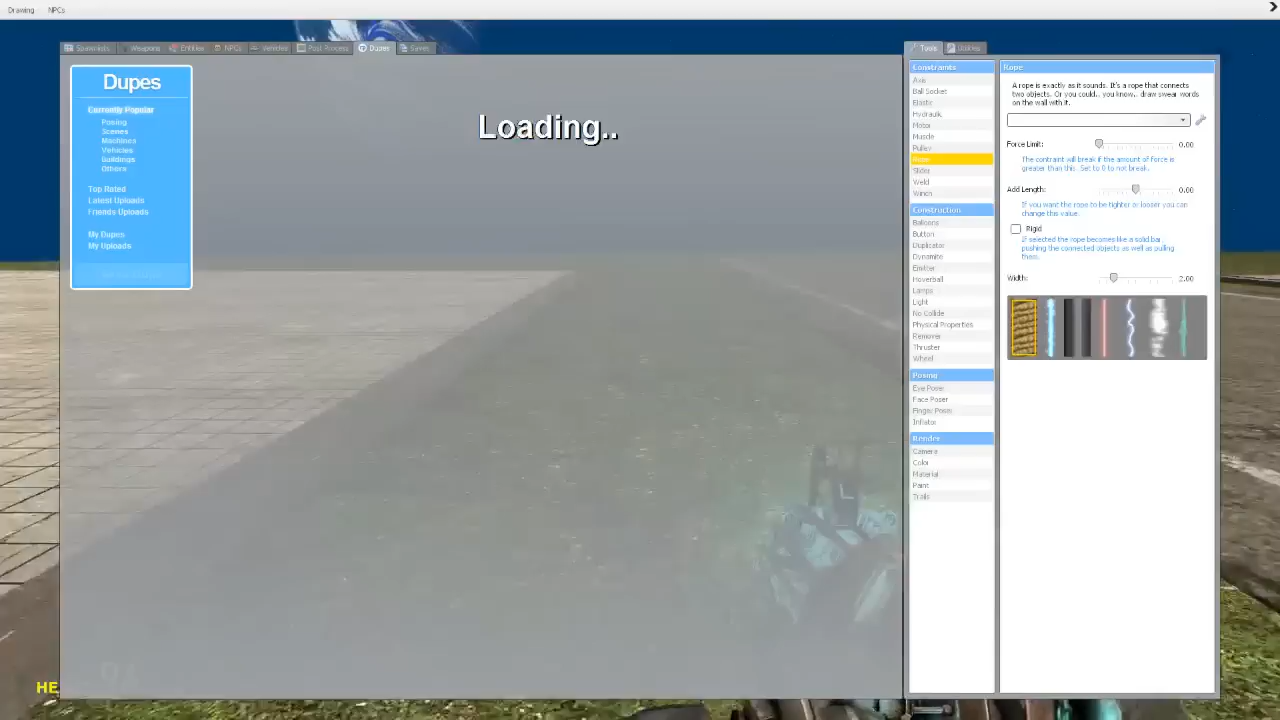 Drawing NPCs
Spawnlists Weapons Entities NPCs Vehicles Post Process Dupes Saves
Dupes
Currently Popular
Posing
Scenes
Machines
Vehicles
Buildings
Others
Top Rated
Latest Uploads
Friends Uploads
My Dupes
My Uploads
Loading..
HE
Tools Utilities
Constraints
Axis
Ball Socket
Elastic
Hydraulic
Motor
Muscle
Pulley
Rope
Slider
Weld
Winch
Construction
Balloons
Button
Duplicator
Dynamite
Emitter
Hoverball
Lamps
Light
No Collide
Physical Properties
Remover
Thruster
Wheel
Posing
Eye Poser
Face Poser
Finger Poser
Inflator
Render
Camera
Color
Material
Paint
Trails
Rope
A rope is exactly as it sounds. It's a rope that connects
two objects. Or you could.. you know.. draw swear words
on the wall with it.
Force Limit: 0.00
The contraint will break if the amount of force is
greater than this. Set to 0 to not break.
Add Length: 0.00
If you want the rope to be tighter or looser you can
change this value.
Rigid
If selected the rope becomes like a solid bar,
pushing the connected objects as well as pulling
them.
Width: 2.00